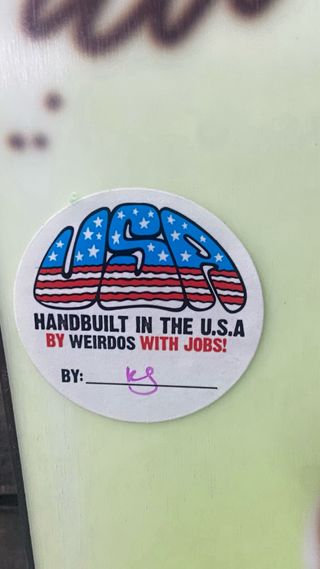 USA
HANDBUILT IN THE U.S.A
BY WEIRDOS WITH JOBS!
BY: